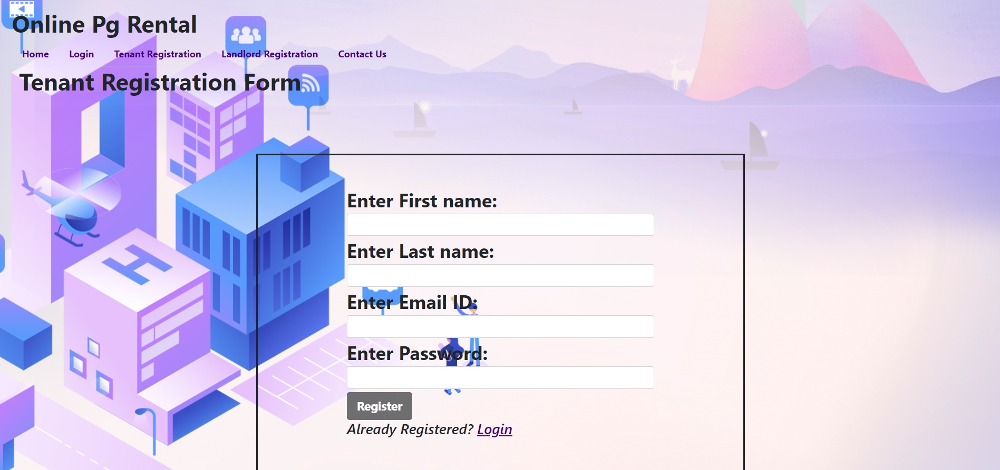 Online Pg Rental
Home Login Tenant Registration Landlord Registration Contact Us
Tenant Registration Form
H
Enter First name:
Enter Last name:
Enter Email ID:
Enter Password:
Register
Already Registered? Login